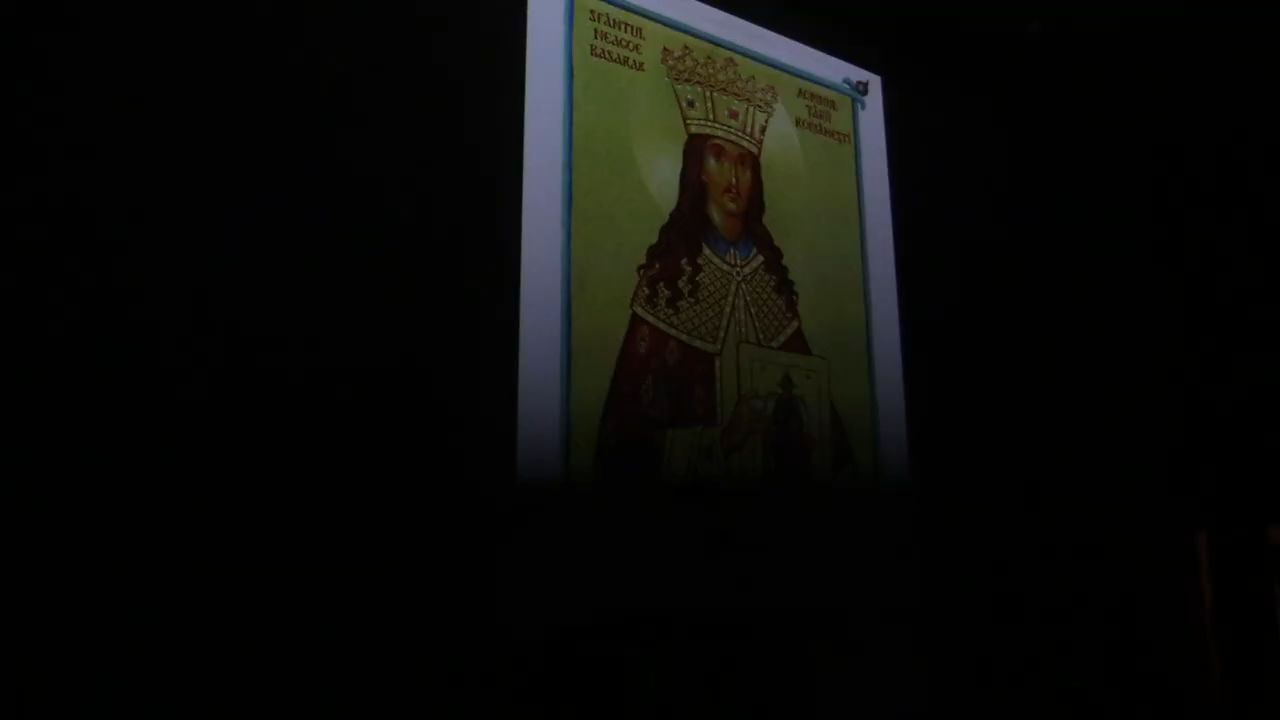 SFÂNTUL
NEAGOE
BASARAB
DOMNUL
ȚĂRII
ROMÂNEȘTI